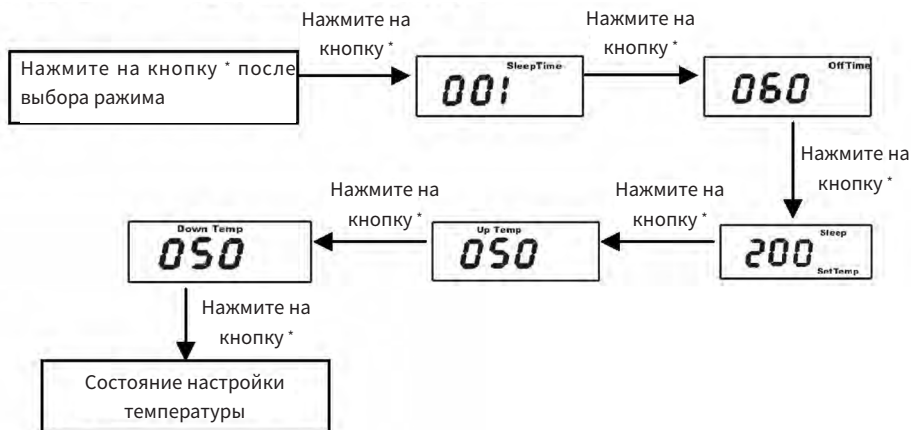 Нажмите на
кнопку *
Нажмите на
кнопку *
Нажмите на кнопку * после
выбора ражима
SleepTime
001
OffTime
060
Нажмите на
кнопку *
Нажмите на
кнопку *
Нажмите на
кнопку *
Down Temp
050
Up Temp
050
Sleep
200
SetTemp
Нажмите на
кнопку *
Состояние настройки
температуры